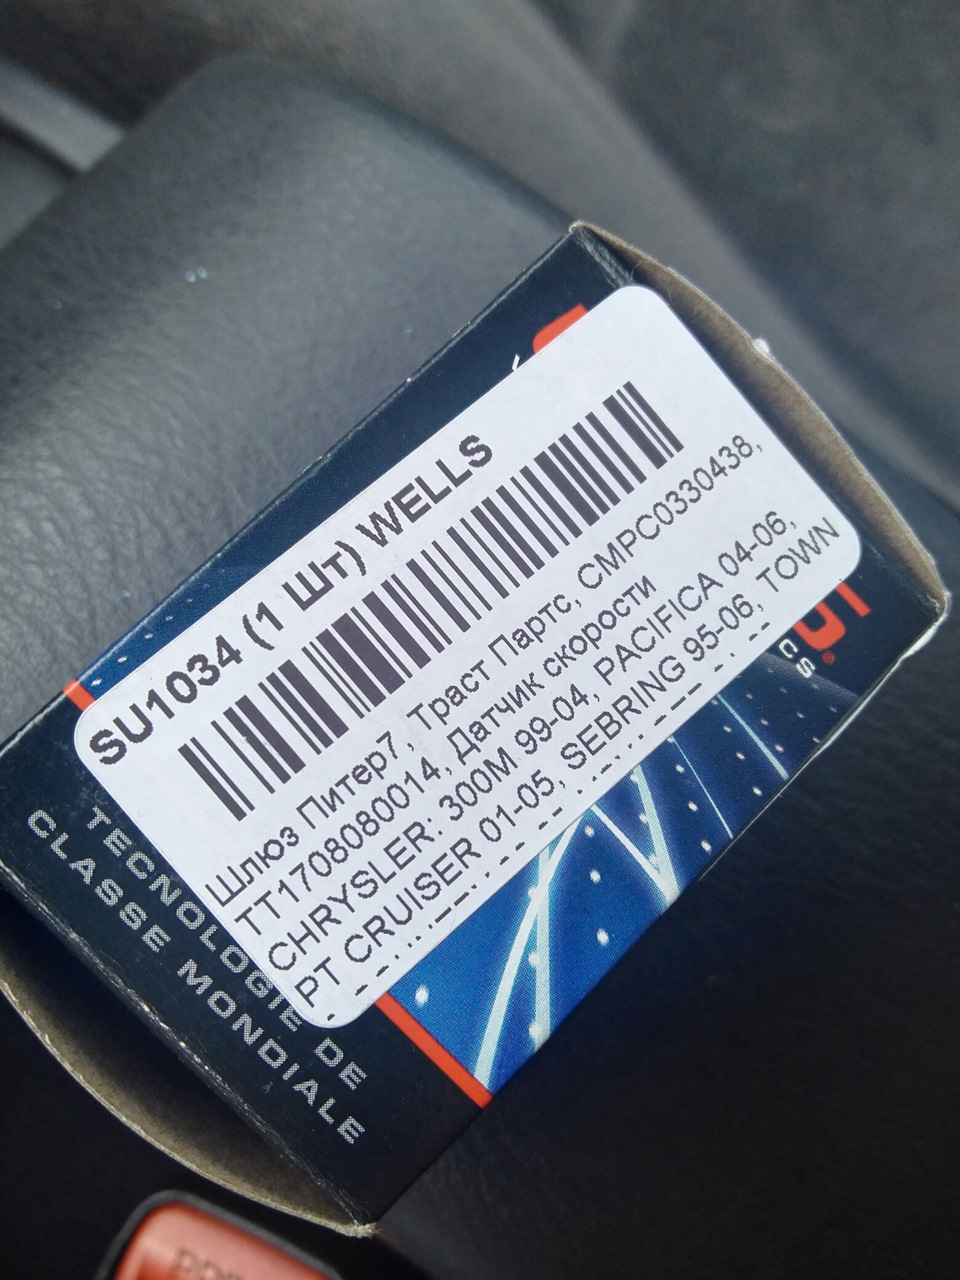 SU1034 (1 шт) WELLS
Шлюз Питер7, Траст Партс, CMPC0330438,
TT1708080014, Датчик скорости
CHRYSLER: 300M 99-04, PACIFICA 04-06,
PT CRUISER 01-05, SEBRING 95-06, TOWN
TECNOLOGIE DE
CLASSE MONDIALE